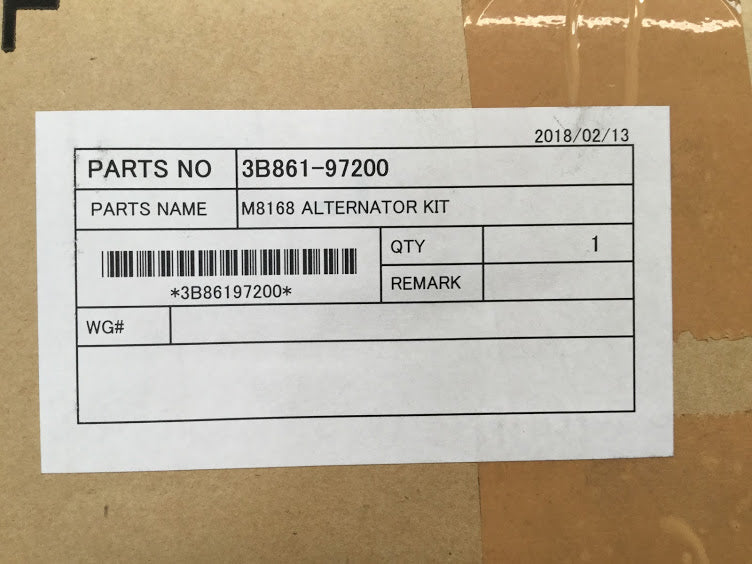 2018/02/13
PARTS NO 3B861-97200
PARTS NAME M8168 ALTERNATOR KIT
QTY 1
*3B86197200*
REMARK
WG#